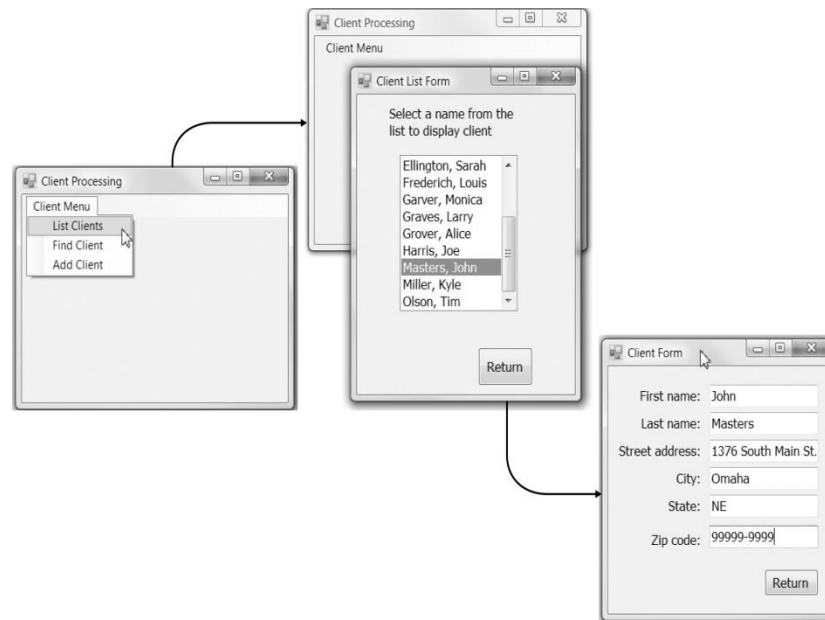 Client Processing
Client Menu
List Clients
Find Client
Add Client
Client Processing
Client Menu
Client List Form
Select a name from the
list to display client
Ellington, Sarah
Frederich, Louis
Garver, Monica
Graves, Larry
Grover, Alice
Harris, Joe
Masters, John
Miller, Kyle
Olson, Tim
Return
Client Form
First name: John
Last name: Masters
Street address: 1376 South Main St.
City: Omaha
State: NE
Zip code: 99999-9999
Return